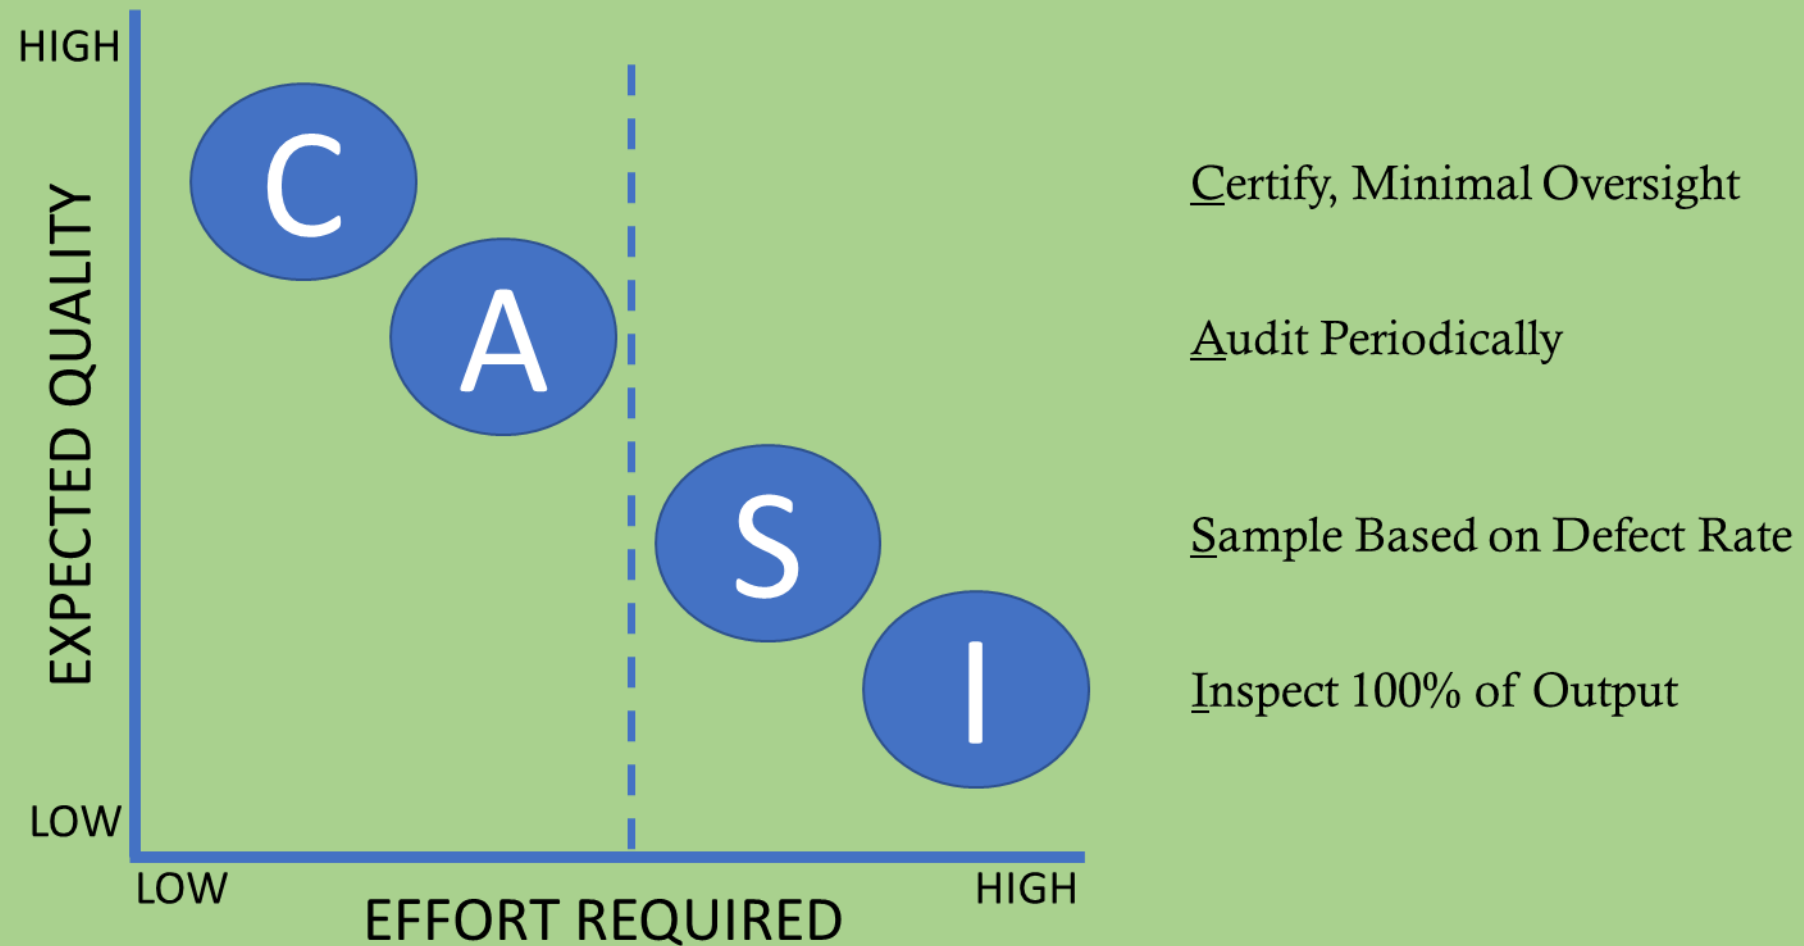 HIGH
EXPECTED QUALITY
LOW
C
A
S
I
Certify, Minimal Oversight
Audit Periodically
Sample Based on Defect Rate
Inspect 100% of Output
LOW
HIGH
EFFORT REQUIRED